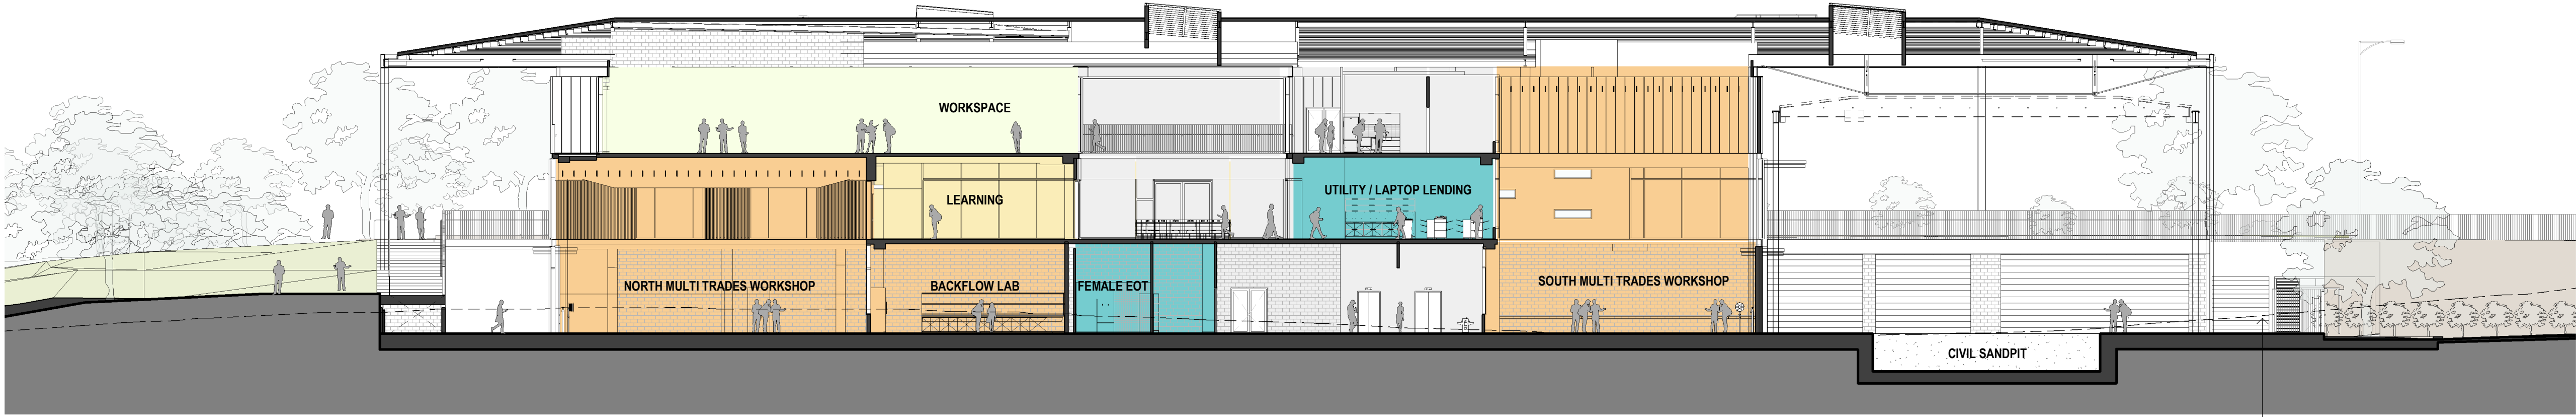 WORKSPACE
LEARNING
UTILITY / LAPTOP LENDING
NORTH MULTI TRADES WORKSHOP
BACKFLOW LAB
FEMALE EOT
SOUTH MULTI TRADES WORKSHOP
CIVIL SANDPIT